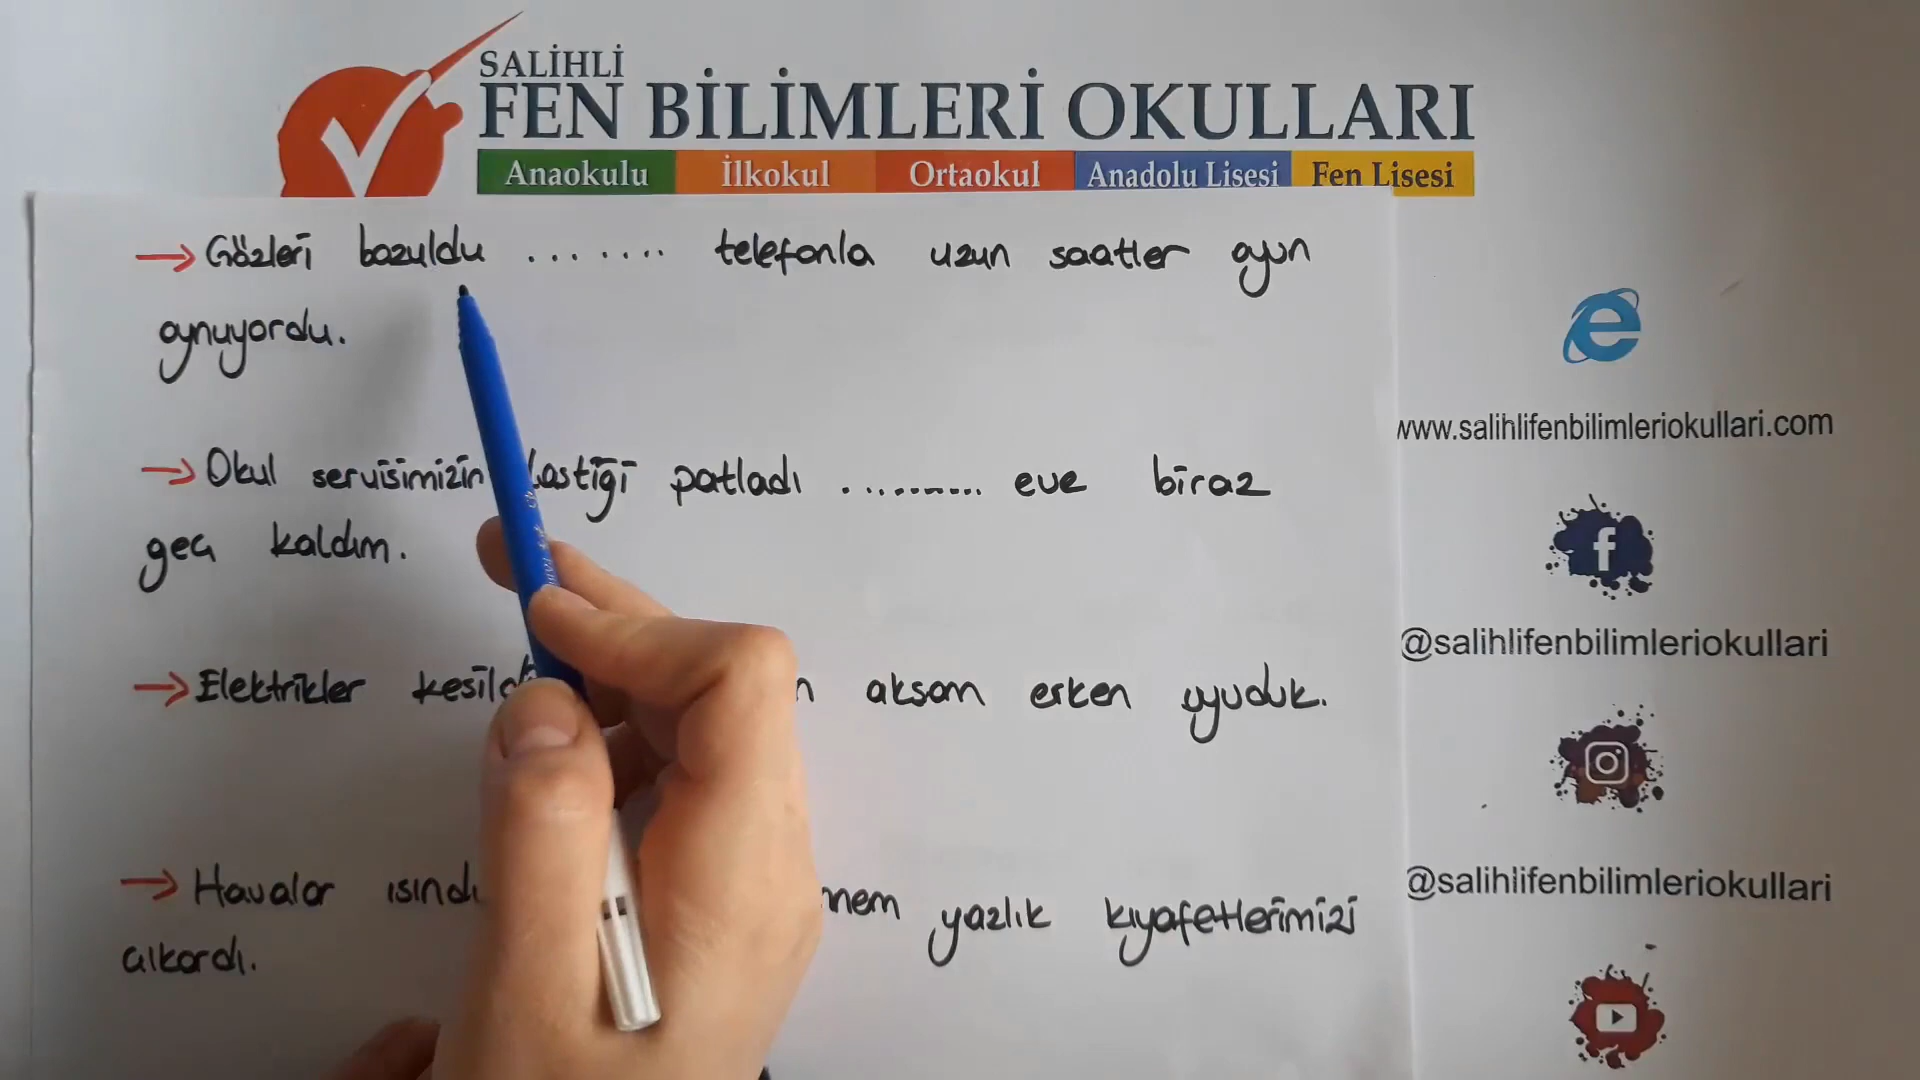 SALİHLİ
FEN BİLİMLERİ OKULLARI
Anaokulu İlkokul Ortaokul Anadolu Lisesi Fen Lisesi
→ Gözleri bozuldu ........ telefonla uzun saatler oyun
oynuyordu.
www.salihlifenbilimleriokullari.com
→ Okul servisimizin lastiği patladı .......... eve biraz
geç kaldım.
@salihlifenbilimleriokullari
→ Elektrikler aksam erken uyuduk.
→ Havalar yazlık kıyafetlerimizi
çıkardı.
@salihlifenbilimleriokullari